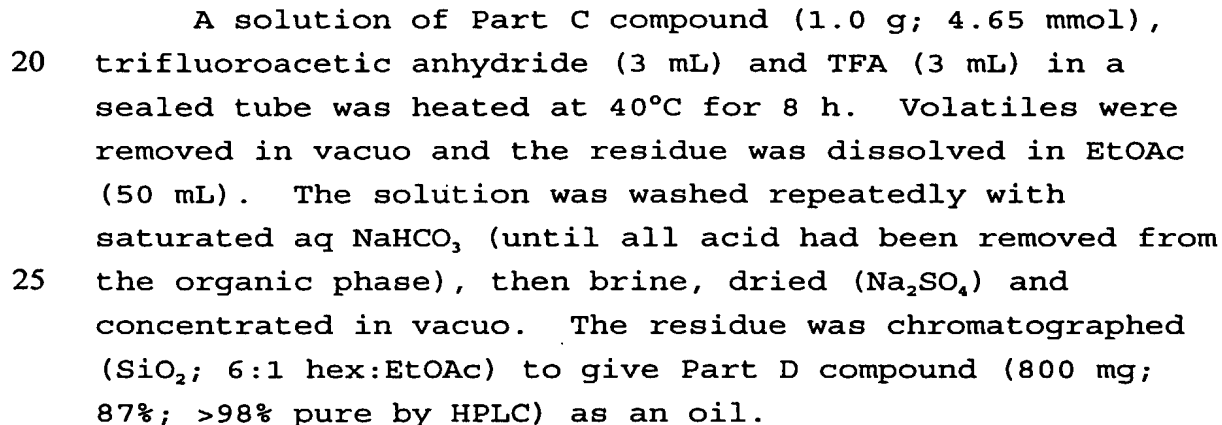 A solution of Part C compound (1.0 g; 4.65 mmol),
20 trifluoroacetic anhydride (3 mL) and TFA (3 mL) in a
sealed tube was heated at 40°C for 8 h. Volatiles were
removed in vacuo and the residue was dissolved in EtOAc
(50 mL). The solution was washed repeatedly with
saturated aq NaHCO₃ (until all acid had been removed from
25 the organic phase), then brine, dried (Na₂SO₄) and
concentrated in vacuo. The residue was chromatographed
(SiO₂; 6:1 hex:EtOAc) to give Part D compound (800 mg;
87%; >98% pure by HPLC) as an oil.